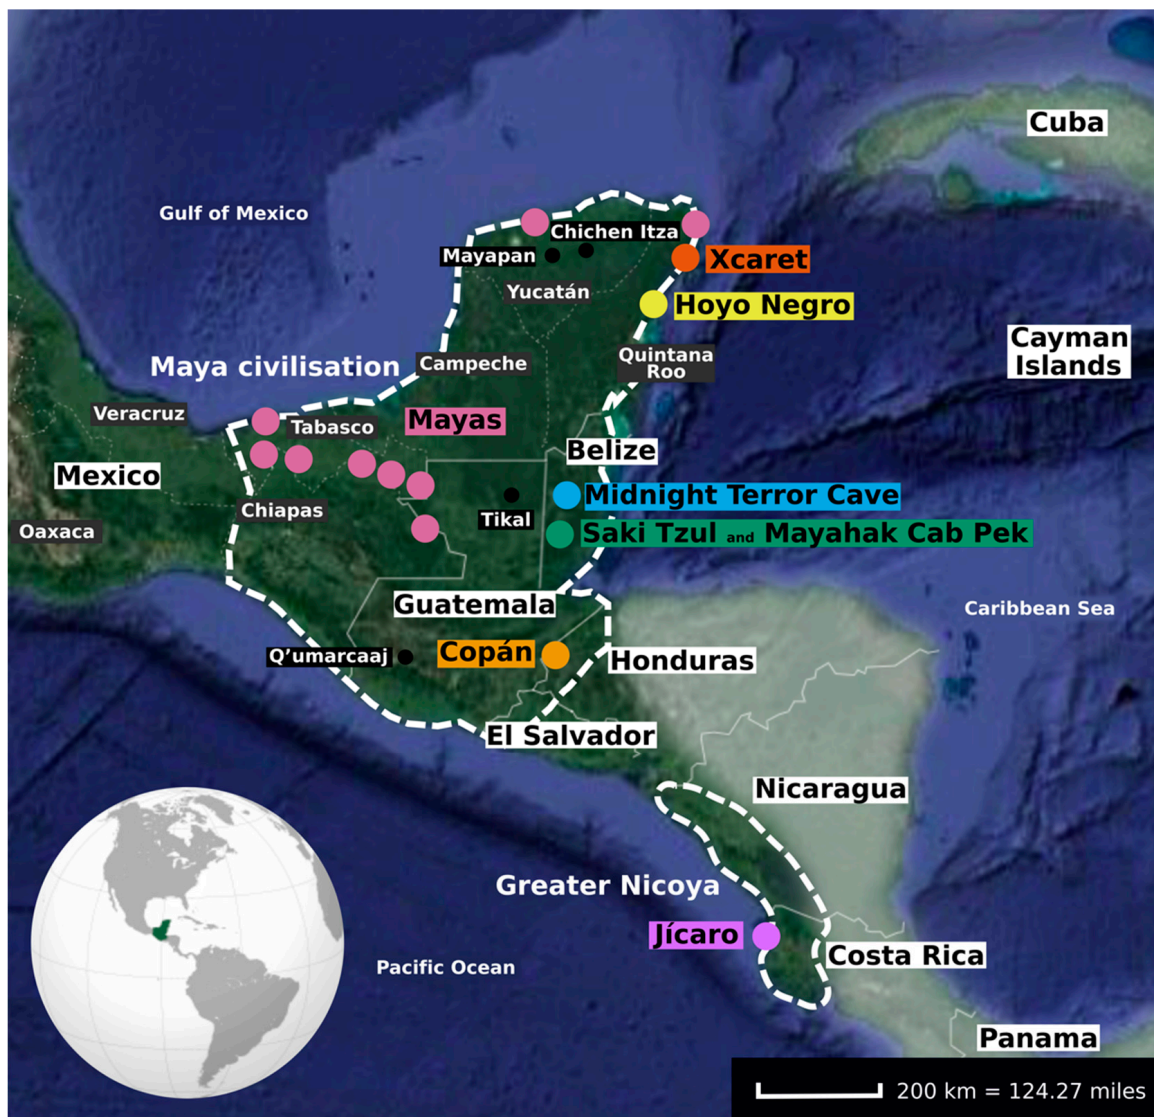 Cuba
Gulf of Mexico
Chichen Itza
Mayapan
Xcaret
Yucatán
Hoyo Negro
Cayman
Islands
Quintana
Roo
Maya civilisation
Campeche
Veracruz
Tabasco
Mayas
Belize
Mexico
Midnight Terror Cave
Chiapas
Tikal
Oaxaca
Saki Tzul and Mayahak Cab Pek
Guatemala
Caribbean Sea
Q’umarcaaj
Copán
Honduras
El Salvador
Nicaragua
Greater Nicoya
Jícaro
Costa Rica
Pacific Ocean
Panama
200 km = 124.27 miles